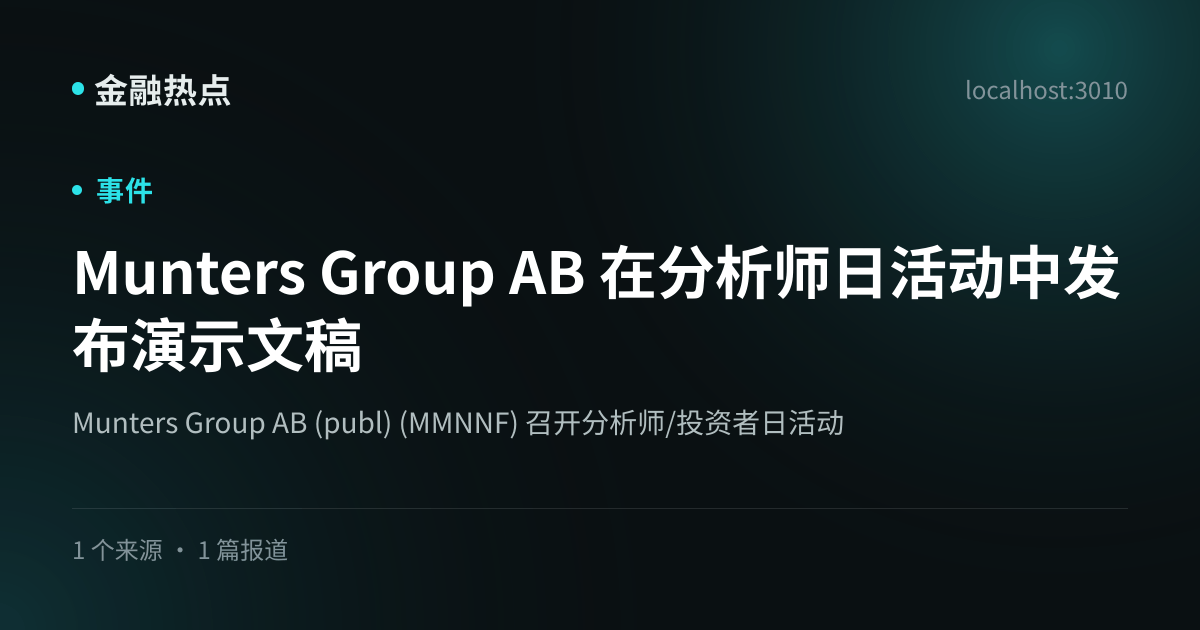 金融热点
localhost:3010
事件
Munters Group AB 在分析师日活动中发
布演示文稿
Munters Group AB (publ) (MMNNF) 召开分析师/投资者日活动
1 个来源 • 1 篇报道